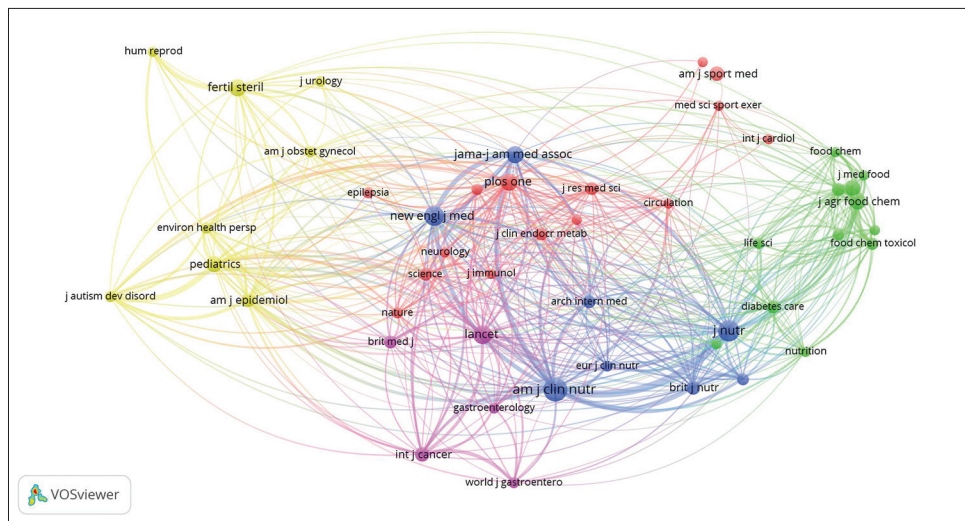 hum reprod
am j sport med
fertil steril
j urology
med sci sport exer
int j cardiol
am j obstet gynecol
jama-j am med assoc
food chem
plos one
j med food
epilepsia
j res med sci
j agr food chem
circulation
new engl j med
environ health persp
j clin endocr metab
food chem toxicol
life sci
neurology
pediatrics
science
j immunol
j autism dev disord
am j epidemiol
arch intern med
diabetes care
nature
lancet
j nutr
brit med j
nutrition
eur j clin nutr
am j clin nutr
brit j nutr
gastroenterology
int j cancer
world j gastroentero
VOSviewer